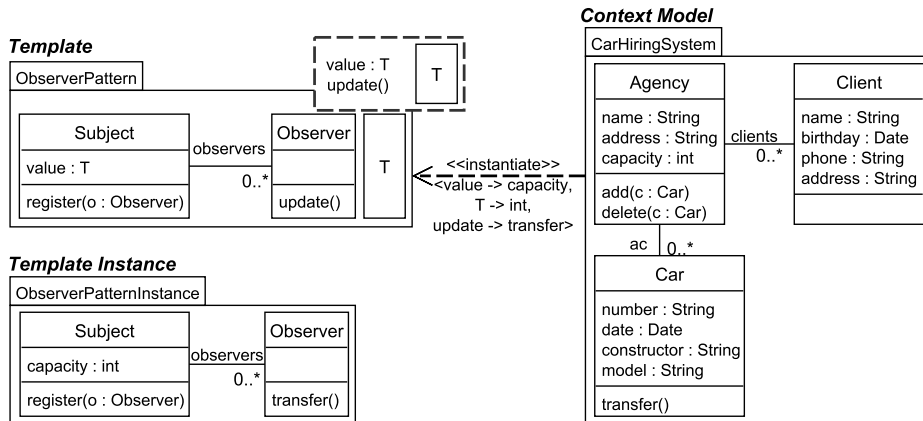 Template
ObserverPattern
value : T
update()
T
Subject
value : T
register(o : Observer)
observers
0..*
Observer
update()
T
<<instantiate>>
<value -> capacity,
T -> int,
update -> transfer>
Context Model
CarHiringSystem
Agency
name : String
address : String
capacity : int
add(c : Car)
delete(c : Car)
clients
0..*
Client
name : String
birthday : Date
phone : String
address : String
ac
0..*
Car
number : String
date : Date
constructor : String
model : String
transfer()
Template Instance
ObserverPatternInstance
Subject
capacity : int
register(o : Observer)
observers
0..*
Observer
transfer()